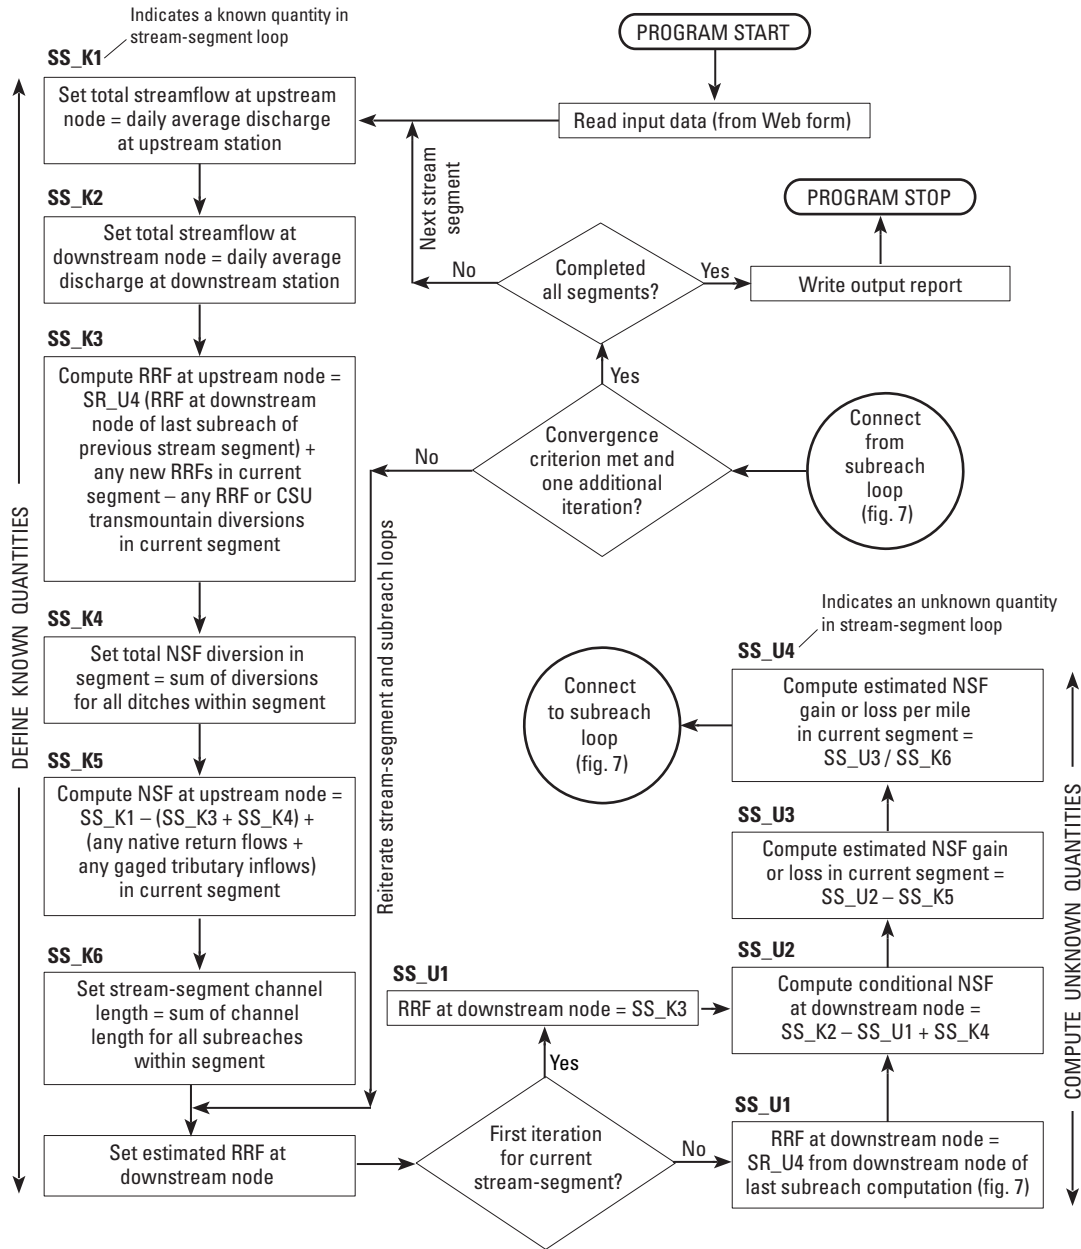 Indicates a known quantity in
stream-segment loop
PROGRAM START
SS_K1
Set total streamflow at upstream
node = daily average discharge
at upstream station
Read input data (from Web form)
Next stream
segment
PROGRAM STOP
SS_K2
Set total streamflow at
downstream node = daily average
discharge at downstream station
No
Completed
all segments?
Yes
Write output report
SS_K3
Compute RRF at upstream node =
SR_U4 (RRF at downstream
node of last subreach of
previous stream segment) +
any new RRFs in current
segment – any RRF or CSU
transmountain diversions
in current segment
Yes
No
Convergence
criterion met and
one additional
iteration?
Connect
from
subreach
loop
(fig. 7)
DEFINE KNOWN QUANTITIES
Reiterate stream-segment and subreach loops
SS_K4
Set total NSF diversion in
segment = sum of diversions
for all ditches within segment
Indicates an unknown quantity
in stream-segment loop
SS_U4
Compute estimated NSF
gain or loss per mile
in current segment =
SS_U3 / SS_K6
Connect
to subreach
loop
(fig. 7)
SS_K5
Compute NSF at upstream node =
SS_K1 – (SS_K3 + SS_K4) +
(any native return flows +
any gaged tributary inflows)
in current segment
SS_U3
Compute estimated NSF gain
or loss in current segment =
SS_U2 – SS_K5
COMPUTE UNKNOWN QUANTITIES
SS_K6
Set stream-segment channel
length = sum of channel
length for all subreaches
within segment
SS_U1
RRF at downstream node = SS_K3
SS_U2
Compute conditional NSF
at downstream node =
SS_K2 – SS_U1 + SS_K4
Yes
Set estimated RRF at
downstream node
First iteration
for current
stream-segment?
No
SS_U1
RRF at downstream node =
SR_U4 from downstream node of
last subreach computation (fig. 7)